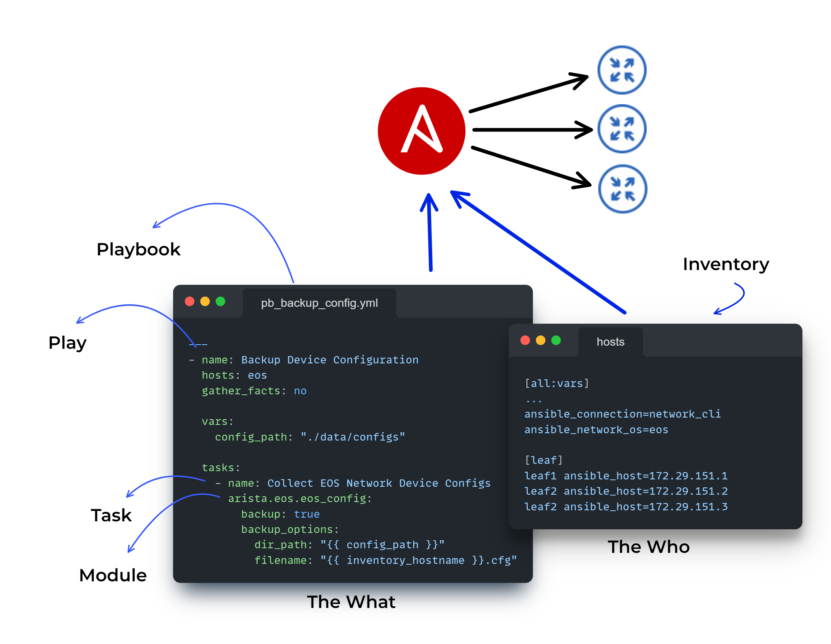 Playbook
Play
Task
Module
pb_backup_config.yml
---
- name: Backup Device Configuration
  hosts: eos
  gather_facts: no

  vars:
    config_path: "./data/configs"

  tasks:
    - name: Collect EOS Network Device Configs
      arista.eos.eos_config:
        backup: true
        backup_options:
          dir_path: "{{ config_path }}"
          filename: "{{ inventory_hostname }}.cfg"
The What
Inventory
hosts
[all:vars]
...
ansible_connection=network_cli
ansible_network_os=eos

[leaf]
leaf1 ansible_host=172.29.151.1
leaf2 ansible_host=172.29.151.2
leaf2 ansible_host=172.29.151.3
The Who